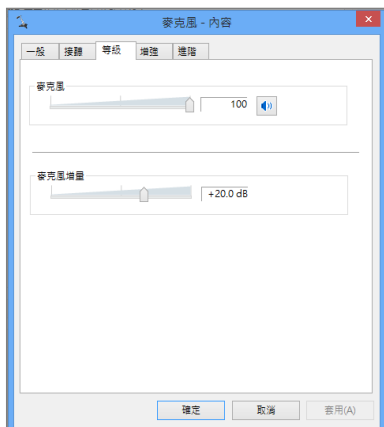 麥克風 - 內容
一般 接聽 等級 增強 進階
麥克風
100
麥克風增量
+20.0 dB
確定 取消 套用(A)